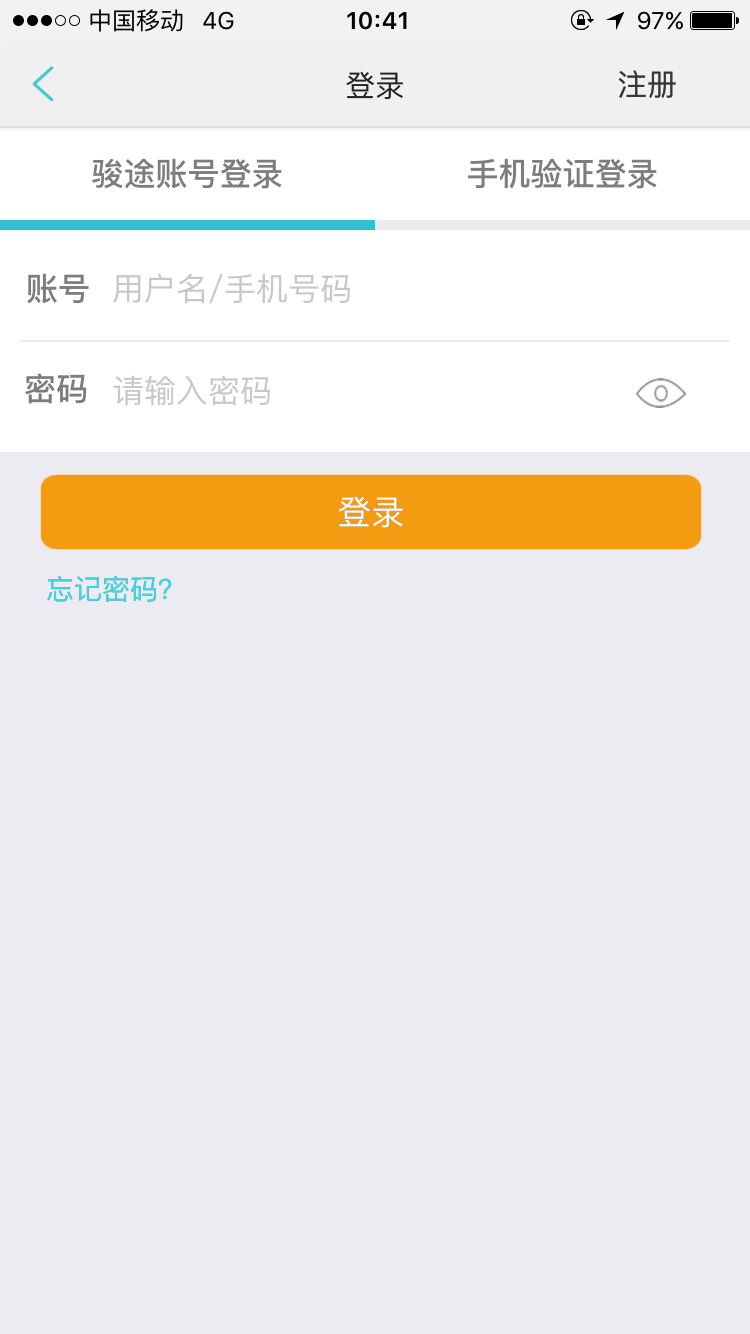 中国移动 4G 10:41 97%
登录 注册
骏途账号登录 手机验证登录
账号 用户名/手机号码
密码 请输入密码
登录
忘记密码?